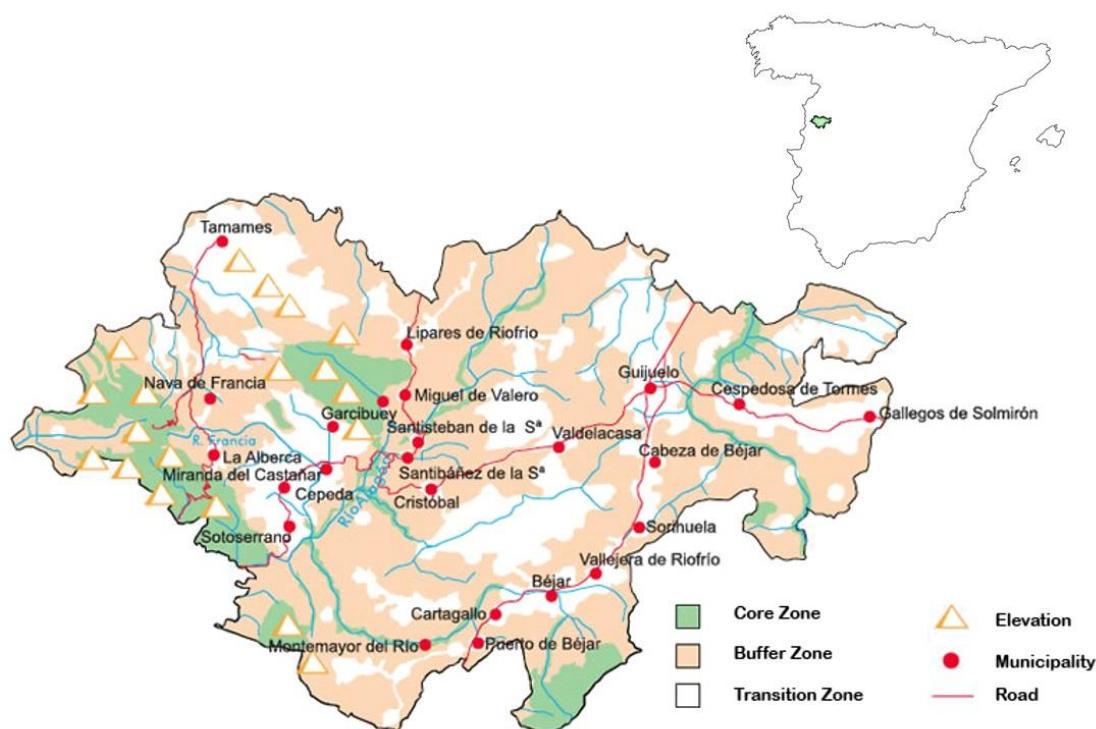 Tamames
Lipares de Riofrío
Nava de Francia
Guijuelo
Miguel de Valero
Cespedosa de Tormes
Garcibuey
Gallegos de Solmirón
Santisteban de la Sª
R. Francia
Valdelacasa
La Alberca
Cabeza de Béjar
Miranda del Castañar
Santibáñez de la Sª
Cepeda
Cristóbal
Río Alagón
Sotoserrano
Sorihuela
Vallejera de Riofrío
Béjar
Cartagallo
Montemayor del Río
Puerto de Béjar
Core Zone
Elevation
Buffer Zone
Municipality
Transition Zone
Road